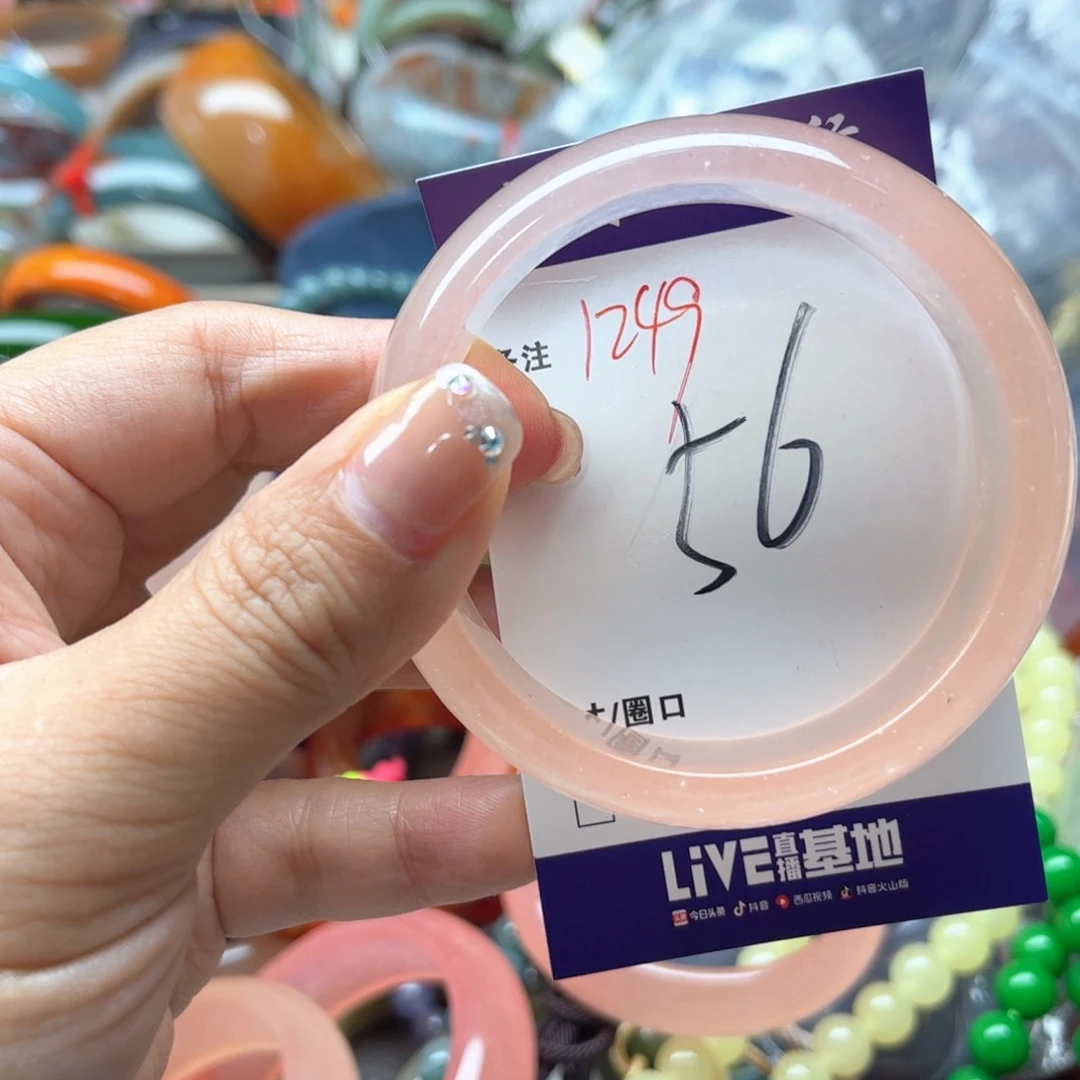 注 1249
56
/圈口
LiVE直播基地
今日头条 抖音 西瓜视频 抖音火山版